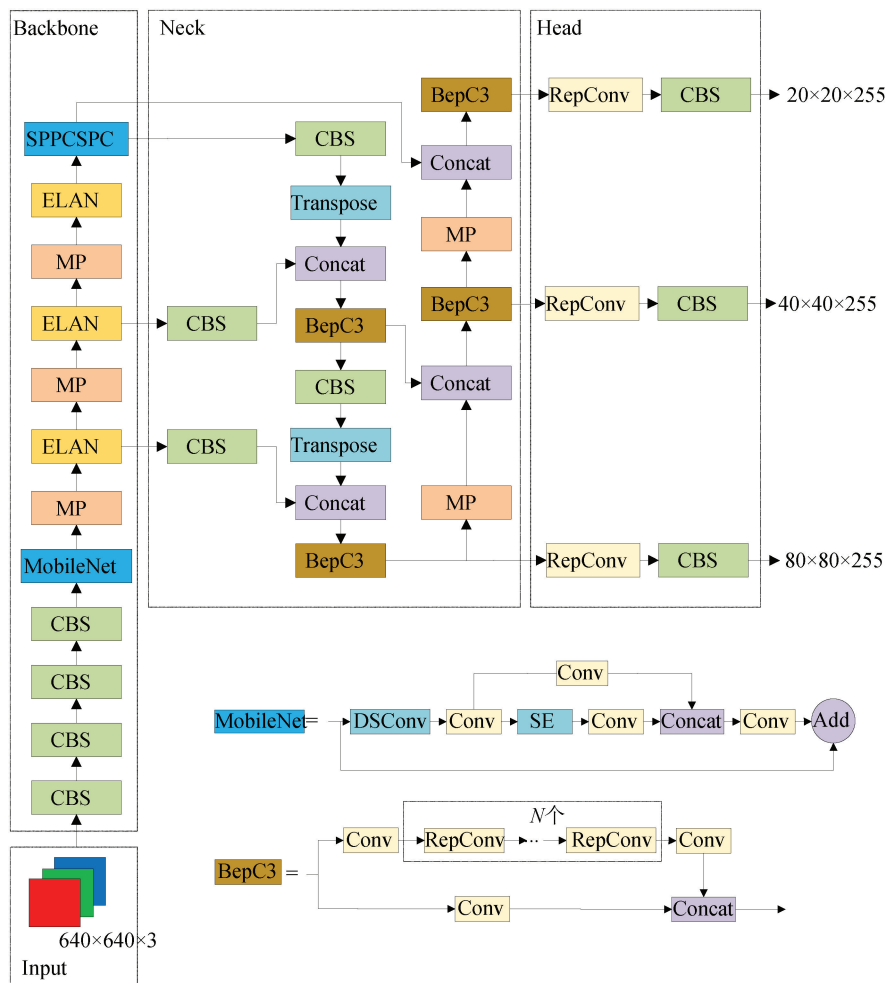 Backbone
SPPCSPC
ELAN
MP
ELAN
MP
ELAN
MP
MobileNet
CBS
CBS
CBS
CBS
640×640×3
Input
Neck
CBS
Transpose
Concat
CBS
BepC3
CBS
Transpose
CBS
Concat
BepC3
BepC3
Concat
MP
BepC3
Concat
MP
Head
RepConv
CBS
20×20×255
RepConv
CBS
40×40×255
RepConv
CBS
80×80×255
Conv
MobileNet= DSConv Conv SE Conv Concat Conv Add
N个
Conv RepConv ·· RepConv Conv
BepC3 =
Conv Concat